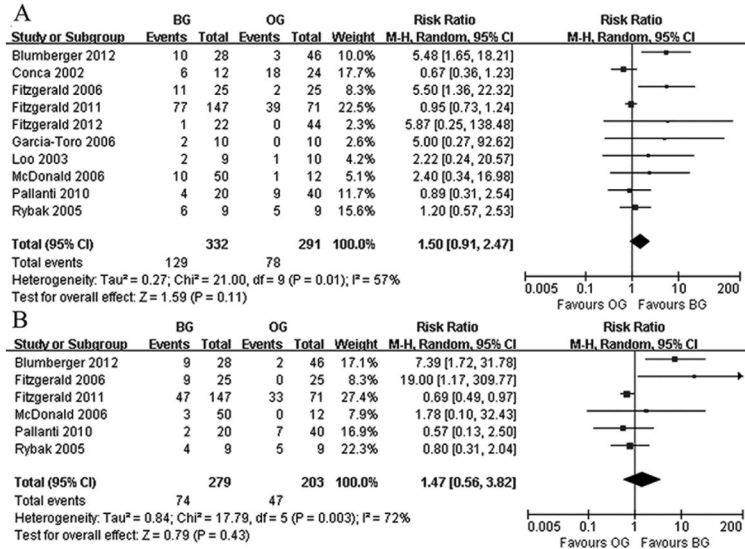 A
BG OG Risk Ratio Risk Ratio
Study or Subgroup Events Total Events Total Weight M-H, Random, 95% CI M-H, Random, 95% CI
Blumberger 2012 10 28 3 46 10.0% 5.48 [1.65, 18.21]
Conca 2002 6 12 18 24 17.7% 0.67 [0.36, 1.23]
Fitzgerald 2006 11 25 2 25 8.3% 5.50 [1.36, 22.32]
Fitzgerald 2011 77 147 39 71 22.5% 0.95 [0.73, 1.24]
Fitzgerald 2012 1 22 0 44 2.3% 5.87 [0.25, 138.48]
Garcia-Toro 2006 2 10 0 10 2.6% 5.00 [0.27, 92.62]
Loo 2003 2 9 1 10 4.2% 2.22 [0.24, 20.57]
McDonald 2006 10 50 1 12 5.1% 2.40 [0.34, 16.98]
Pallanti 2010 4 20 9 40 11.7% 0.89 [0.31, 2.54]
Rybak 2005 6 9 5 9 15.6% 1.20 [0.57, 2.53]
Total (95% CI) 332 291 100.0% 1.50 [0.91, 2.47]
Total events 129 78
Heterogeneity: Tau² = 0.27; Chi² = 21.00, df = 9 (P = 0.01); I² = 57%
Test for overall effect: Z = 1.59 (P = 0.11)
0.005 0.1 1 10 200
Favours OG Favours BG
B
BG OG Risk Ratio Risk Ratio
Study or Subgroup Events Total Events Total Weight M-H, Random, 95% CI M-H, Random, 95% CI
Blumberger 2012 9 28 2 46 17.1% 7.39 [1.72, 31.78]
Fitzgerald 2006 9 25 0 25 8.3% 19.00 [1.17, 309.77]
Fitzgerald 2011 47 147 33 71 27.4% 0.69 [0.49, 0.97]
McDonald 2006 3 50 0 12 7.9% 1.78 [0.10, 32.43]
Pallanti 2010 2 20 7 40 16.9% 0.57 [0.13, 2.50]
Rybak 2005 4 9 5 9 22.3% 0.80 [0.31, 2.04]
Total (95% CI) 279 203 100.0% 1.47 [0.56, 3.82]
Total events 74 47
Heterogeneity: Tau² = 0.84; Chi² = 17.79, df = 5 (P = 0.003); I² = 72%
Test for overall effect: Z = 0.79 (P = 0.43)
0.005 0.1 1 10 200
Favours OG Favours BG